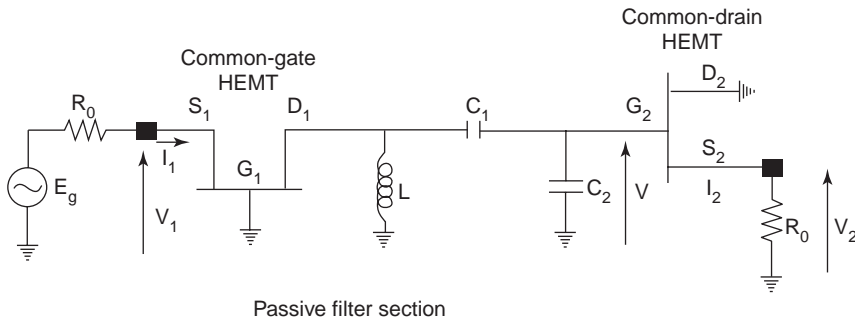 Common-gate
HEMT
Common-drain
HEMT
R0
S1
D1
C1
G2
D2
I1
G1
S2
Eg
V1
L
C2
V
I2
R0
V2
Passive filter section